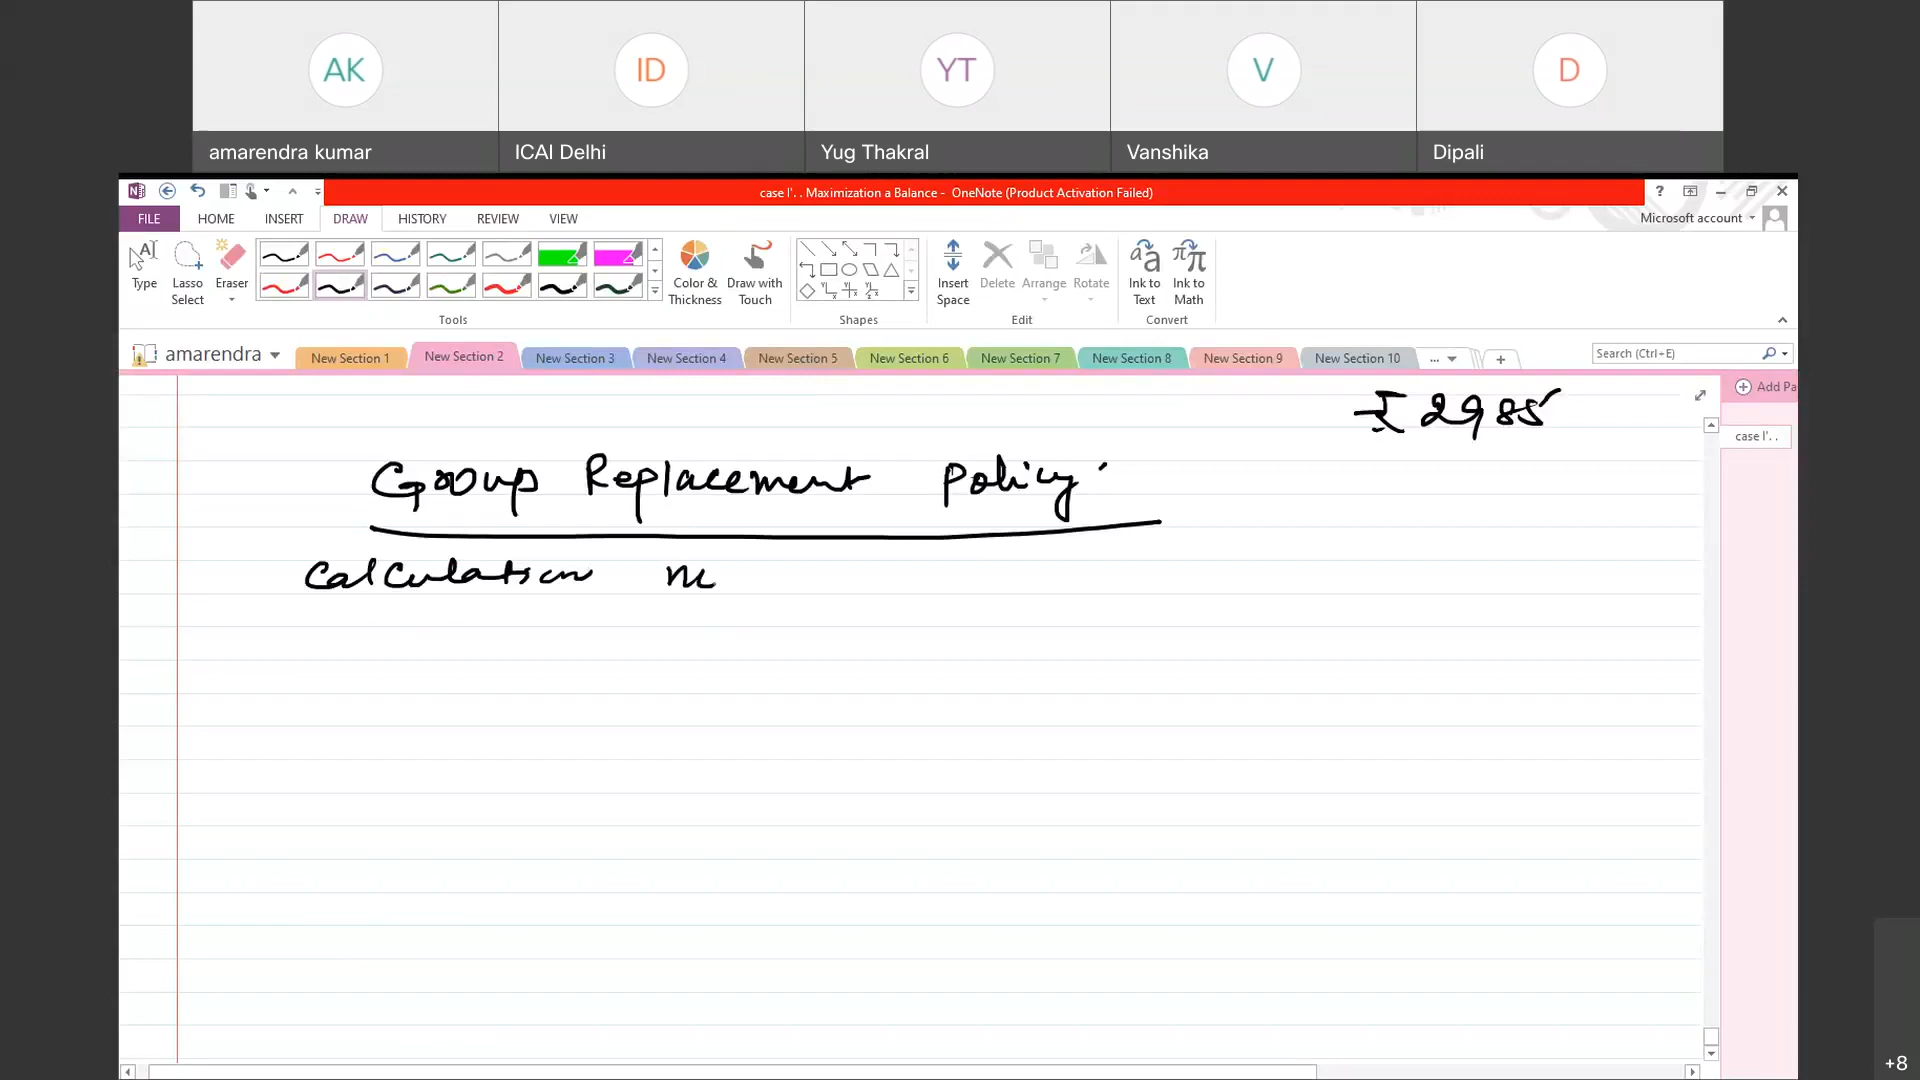 AK ID YT V D
amarendra kumar ICAI Delhi Yug Thakral Vanshika Dipali
case I'. . Maximization a Balance - OneNote (Product Activation Failed) ?
FILE HOME INSERT DRAW HISTORY REVIEW VIEW Microsoft account
Type Lasso Select Eraser Color & Thickness Draw with Touch Insert Space Delete Arrange Rotate Ink to Text Ink to Math
Tools Shapes Edit Convert
amarendra New Section 1 New Section 2 New Section 3 New Section 4 New Section 5 New Section 6 New Section 7 New Section 8 New Section 9 New Section 10 ... + Search (Ctrl+E)
Add Pa
₹ 2985
case I'. .
Group Replacement Policy
Calculation
+8